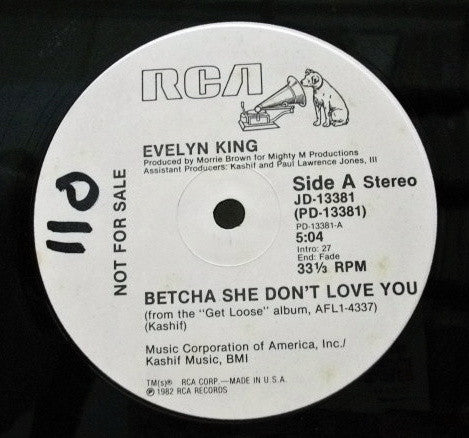 RCA
EVELYN KING
Produced by Morrie Brown for Mighty M Productions
Assistant Producers: Kashif and Paul Lawrence Jones, III
110
NOT FOR SALE
Side A Stereo
JD-13381
(PD-13381)
PD-13381-A
5:04
Intro: 27
End: Fade
33⅓ RPM
BETCHA SHE DON'T LOVE YOU
(from the "Get Loose" album, AFL1-4337)
(Kashif)
Music Corporation of America, Inc./
Kashif Music, BMI
TM(s)® RCA CORP.—MADE IN U.S.A.
℗ 1982 RCA RECORDS